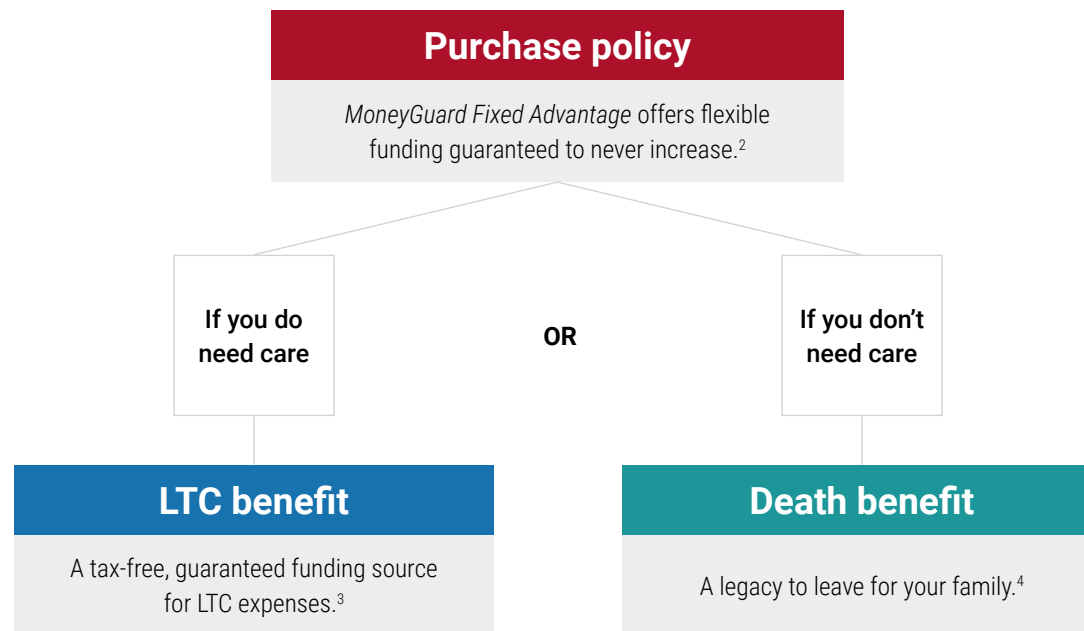 Purchase policy
MoneyGuard Fixed Advantage offers flexible
funding guaranteed to never increase.²
If you do
need care
OR
If you don’t
need care
LTC benefit
A tax-free, guaranteed funding source
for LTC expenses.³
Death benefit
A legacy to leave for your family.⁴